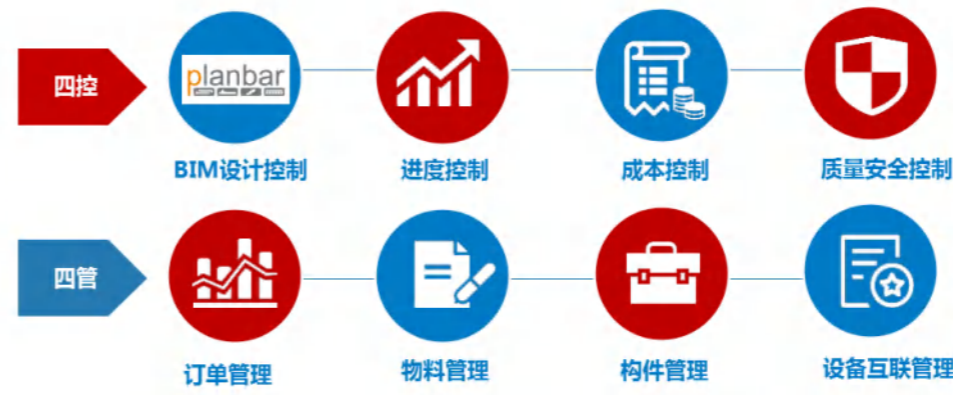 四控
planbar
BIM设计控制
进度控制
成本控制
质量安全控制
四管
订单管理
物料管理
构件管理
设备互联管理